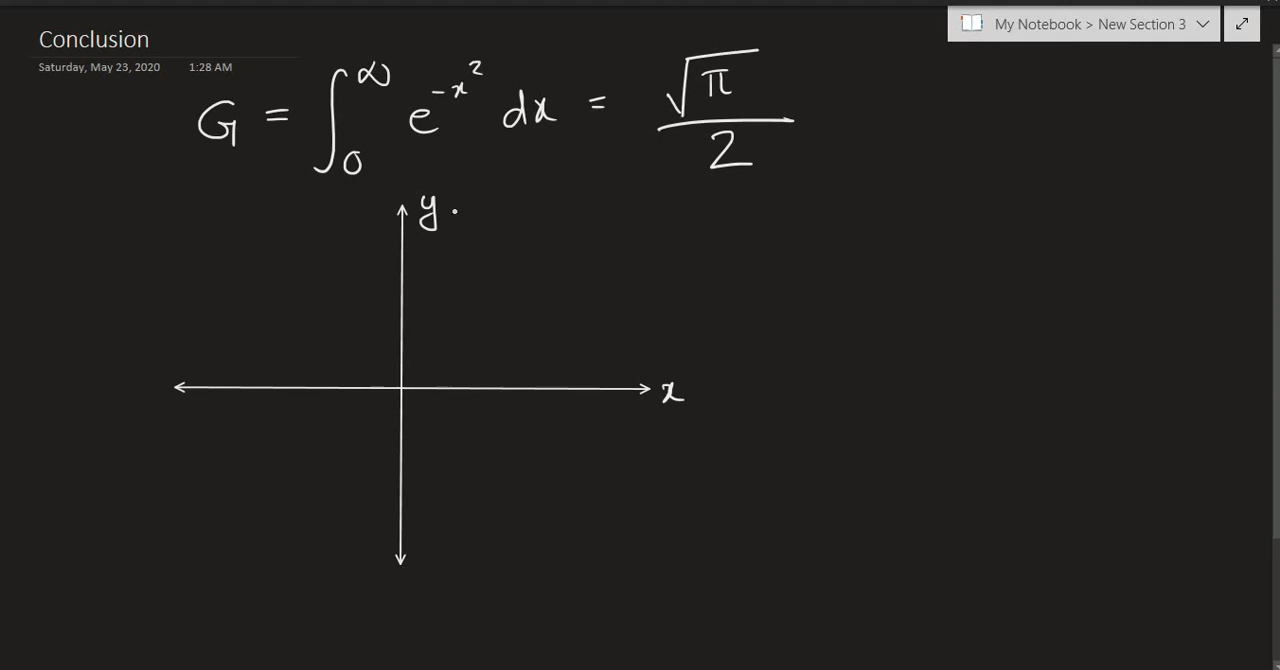 Conclusion
My Notebook > New Section 3
Saturday, May 23, 2020 1:28 AM
G = ∫₀^∞ e^{-x²} dx = √π / 2
y
x